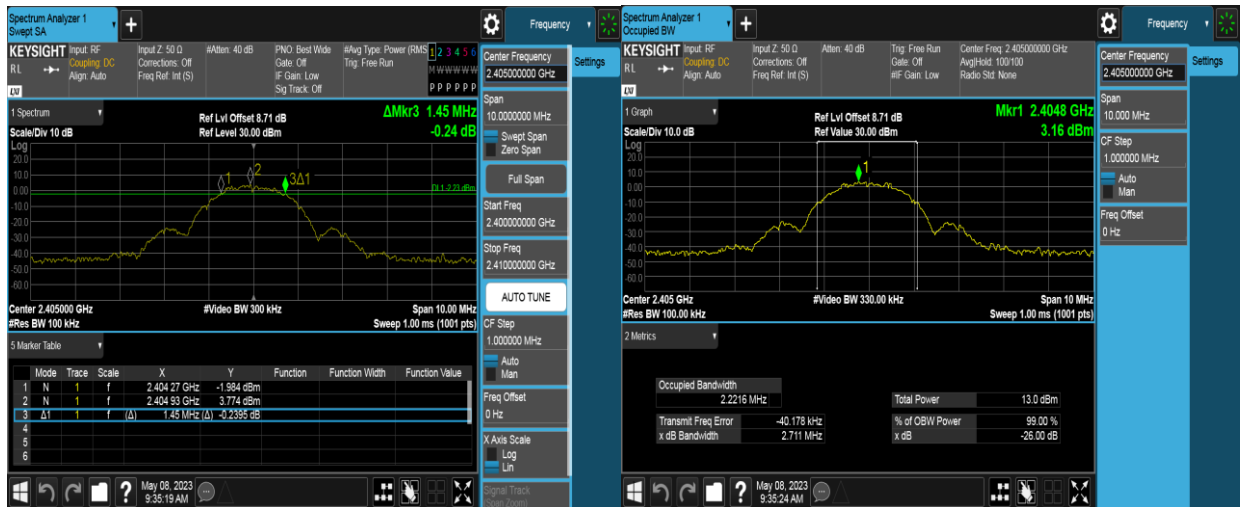 Spectrum Analyzer 1
Swept SA
Frequency
KEYSIGHT
RL
LXI
Input: RF
Coupling: DC
Align: Auto
Input Z: 50 Ω
Corrections: Off
Freq Ref: Int (S)
#Atten: 40 dB
PNO: Best Wide
Gate: Off
IF Gain: Low
Sig Track: Off
#Avg Type: Power (RMS
Trig: Free Run
1 2 3 4 5 6
M W W W W W
P P P P P P
1 Spectrum
Scale/Div 10 dB
Ref Lvl Offset 8.71 dB
Ref Level 30.00 dBm
ΔMkr3 1.45 MHz
-0.24 dB
Log
20.0
10.0
0.00
-10.0
-20.0
-30.0
-40.0
-50.0
-60.0
1
2
3Δ1
DL1 -2.23 dBm
Center 2.405000 GHz
#Res BW 100 kHz
#Video BW 300 kHz
Span 10.00 MHz
Sweep 1.00 ms (1001 pts)
5 Marker Table
Mode Trace Scale X Y Function Function Width Function Value
1 N 1 f 2.404 27 GHz -1.984 dBm
2 N 1 f 2.404 93 GHz 3.774 dBm
3 Δ1 1 f (Δ) 1.45 MHz (Δ) -0.2395 dB
4
5
6
May 08, 2023
9:35:19 AM
Center Frequency
2.405000000 GHz
Settings
Span
10.0000000 MHz
Swept Span
Zero Span
Full Span
Start Freq
2.400000000 GHz
Stop Freq
2.410000000 GHz
AUTO TUNE
CF Step
1.000000 MHz
Auto
Man
Freq Offset
0 Hz
X Axis Scale
Log
Lin
Signal Track
(Span Zoom)
Spectrum Analyzer 1
Occupied BW
Frequency
KEYSIGHT
RL
LXI
Input: RF
Coupling: DC
Align: Auto
Input Z: 50 Ω
Corrections: Off
Freq Ref: Int (S)
Atten: 40 dB
Trig: Free Run
Gate: Off
#IF Gain: Low
Center Freq: 2.405000000 GHz
Avg|Hold: 100/100
Radio Std: None
1 Graph
Scale/Div 10.0 dB
Ref Lvl Offset 8.71 dB
Ref Value 30.00 dBm
Mkr1 2.4048 GHz
3.16 dBm
Log
20.0
10.0
0.00
-10.0
-20.0
-30.0
-40.0
-50.0
-60.0
1
Center 2.405 GHz
#Res BW 100.00 kHz
#Video BW 330.00 kHz
Span 10 MHz
Sweep 1.00 ms (1001 pts)
2 Metrics
Occupied Bandwidth
2.2216 MHz
Total Power 13.0 dBm
Transmit Freq Error -40.178 kHz
% of OBW Power 99.00 %
x dB Bandwidth 2.711 MHz
x dB -26.00 dB
May 08, 2023
9:35:24 AM
Center Frequency
2.405000000 GHz
Settings
Span
10.000 MHz
CF Step
1.000000 MHz
Auto
Man
Freq Offset
0 Hz